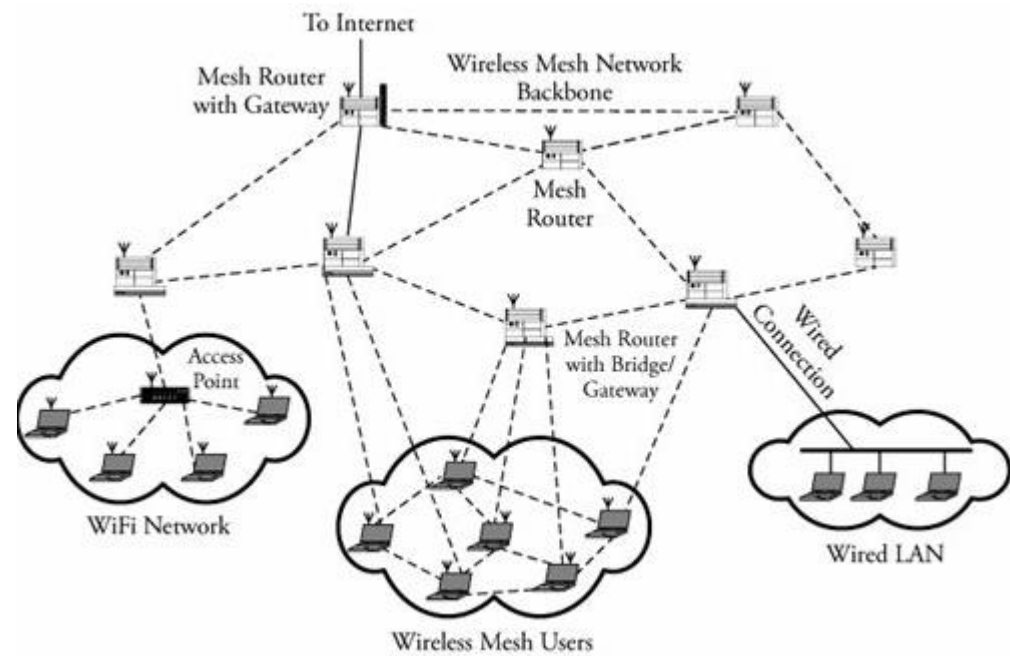 To Internet
Mesh Router
with Gateway
Wireless Mesh Network
Backbone
Mesh
Router
Mesh Router
with Bridge/
Gateway
Wired
Connection
Access
Point
WiFi Network
Wireless Mesh Users
Wired LAN